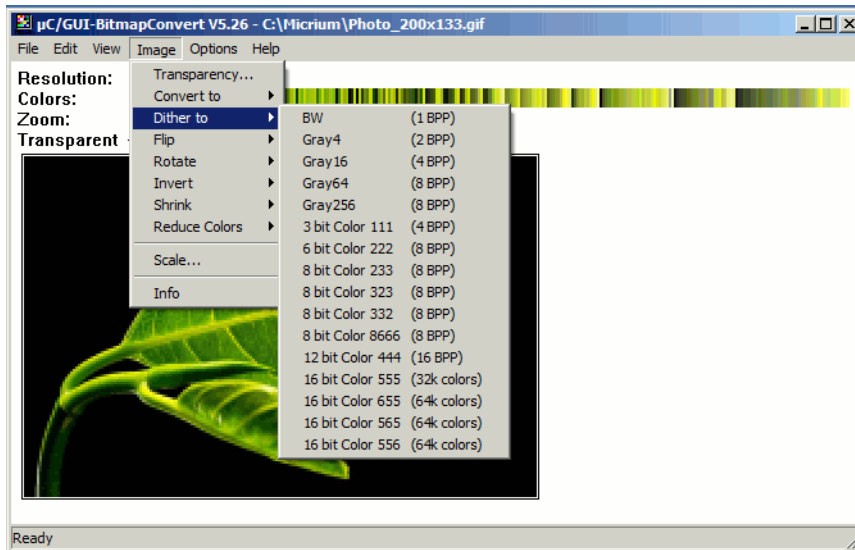 µC/GUI-BitmapConvert V5.26 - C:\Micrium\Photo_200x133.gif
File Edit View Image Options Help
Resolution:
Colors:
Zoom:
Transparent
Transparency...
Convert to
Dither to
Flip
Rotate
Invert
Shrink
Reduce Colors
Scale...
Info
BW (1 BPP)
Gray4 (2 BPP)
Gray16 (4 BPP)
Gray64 (8 BPP)
Gray256 (8 BPP)
3 bit Color 111 (4 BPP)
6 bit Color 222 (8 BPP)
8 bit Color 233 (8 BPP)
8 bit Color 323 (8 BPP)
8 bit Color 332 (8 BPP)
8 bit Color 8666 (8 BPP)
12 bit Color 444 (16 BPP)
16 bit Color 555 (32k colors)
16 bit Color 655 (64k colors)
16 bit Color 565 (64k colors)
16 bit Color 556 (64k colors)
Ready